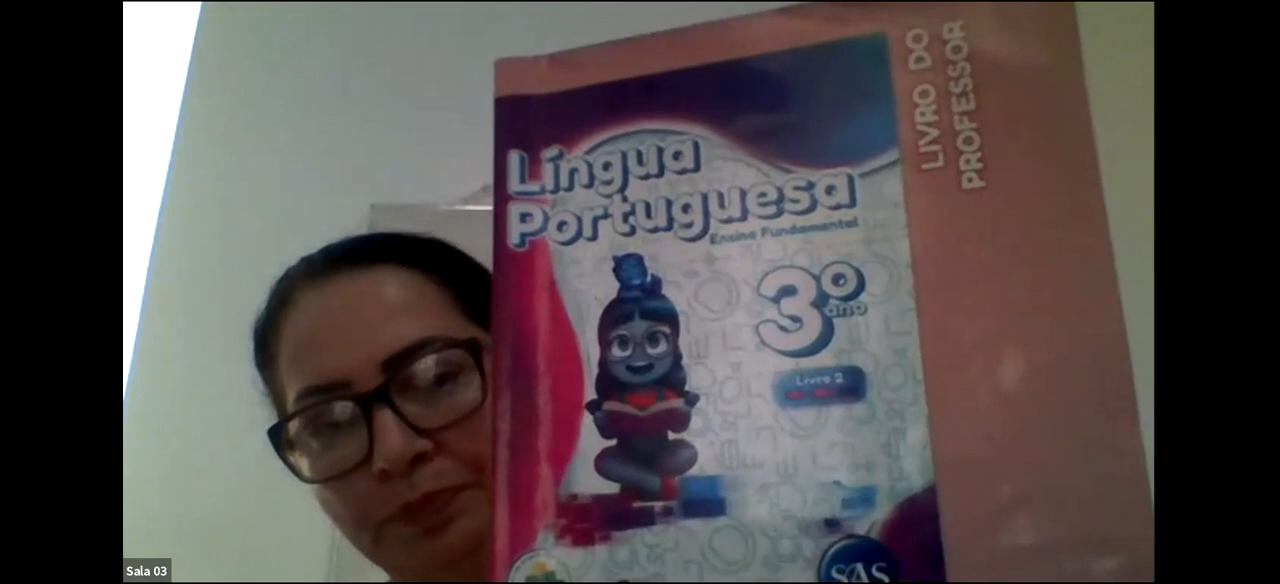 LIVRO DO
PROFESSOR
Língua
Portuguesa
Ensino Fundamental
3º
ano
Livro 2
SAS
Sala 03